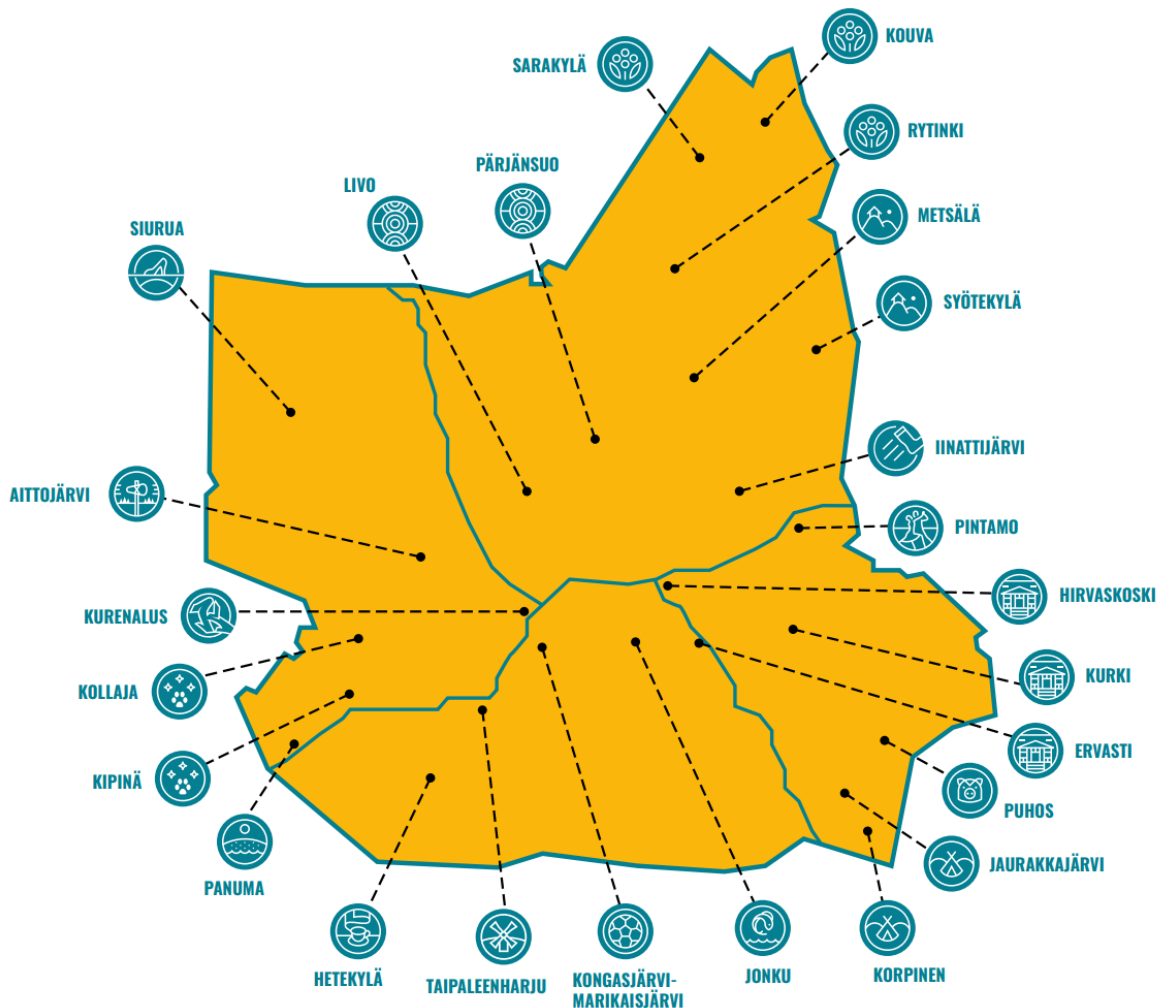 KOUVA
SARAKYLÄ
RYTINKI
PÄRJÄNSUO
LIVO
METSÄLÄ
SIURUA
SYÖTEKYLÄ
IINATTIJÄRVI
AITTOJÄRVI
PINTAMO
HIRVASKOSKI
KURENALUS
KURKI
KOLLAJA
ERVASTI
KIPINÄ
PUHOS
JAURAKKAJÄRVI
PANUMA
HETEKYLÄ
TAIPALEENHARJU
KONGASJÄRVI-
MARIKAISJÄRVI
JONKU
KORPINEN